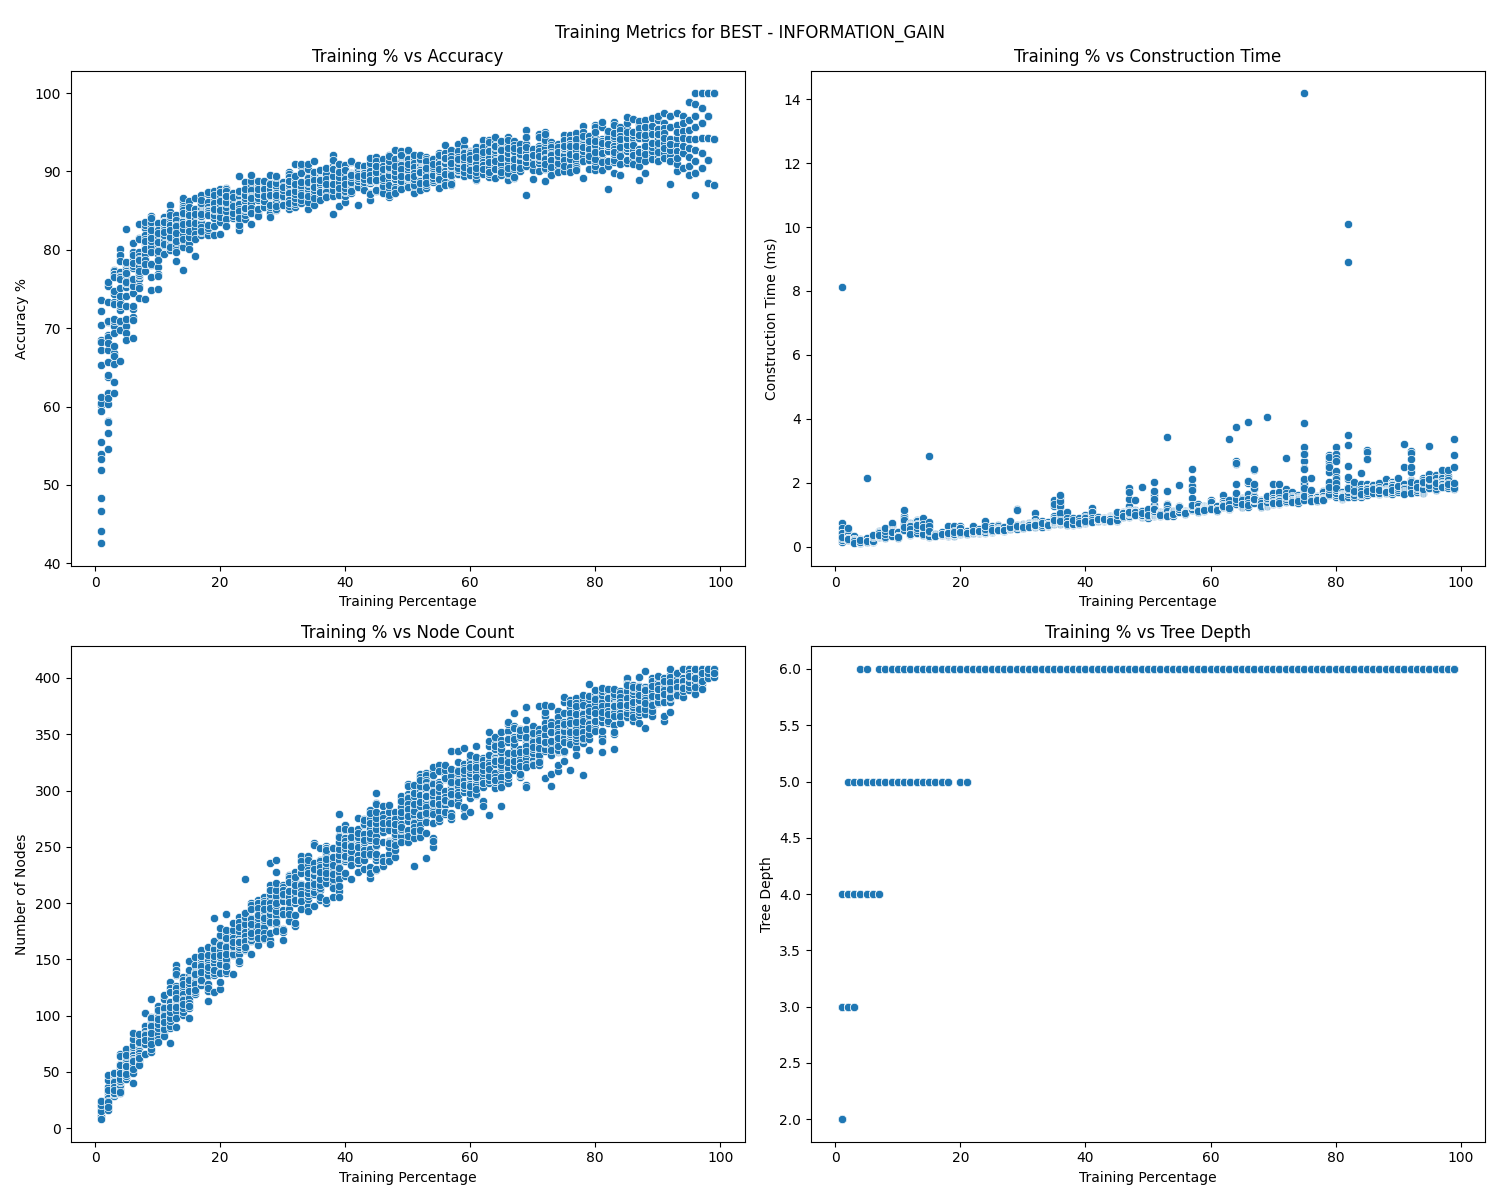 Training Metrics for BEST - INFORMATION_GAIN
Training % vs Accuracy
100
90
80
70
60
50
40
Accuracy %
0 20 40 60 80 100
Training Percentage
Training % vs Construction Time
14
12
10
8
6
4
2
0
Construction Time (ms)
0 20 40 60 80 100
Training Percentage
Training % vs Node Count
400
350
300
250
200
150
100
50
0
Number of Nodes
0 20 40 60 80 100
Training Percentage
Training % vs Tree Depth
6.0
5.5
5.0
4.5
4.0
3.5
3.0
2.5
2.0
Tree Depth
0 20 40 60 80 100
Training Percentage